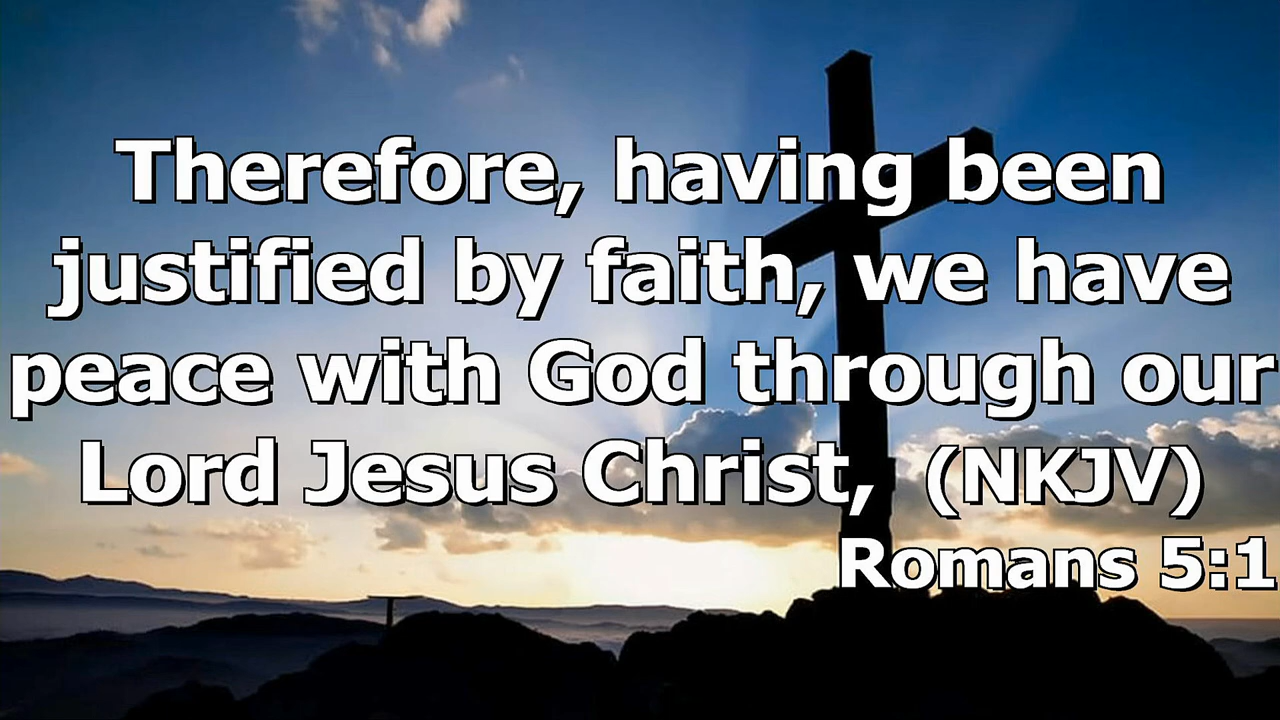 Therefore, having been
justified by faith, we have
peace with God through our
Lord Jesus Christ, (NKJV)
Romans 5:1